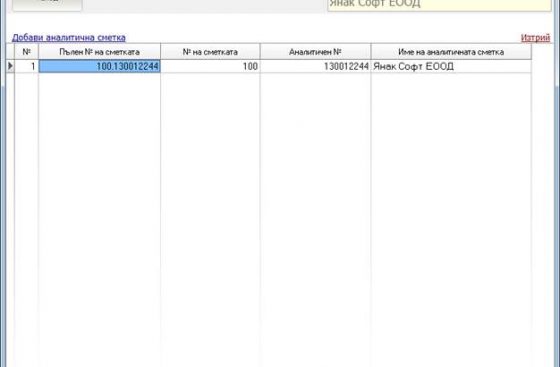 Янак Софт ЕООД
Добави аналитична сметка Изтрий
№ Пълен № на сметката № на сметката Аналитичен № Име на аналитичната сметка
1 100.130012244 100 130012244 Янак Софт ЕООД